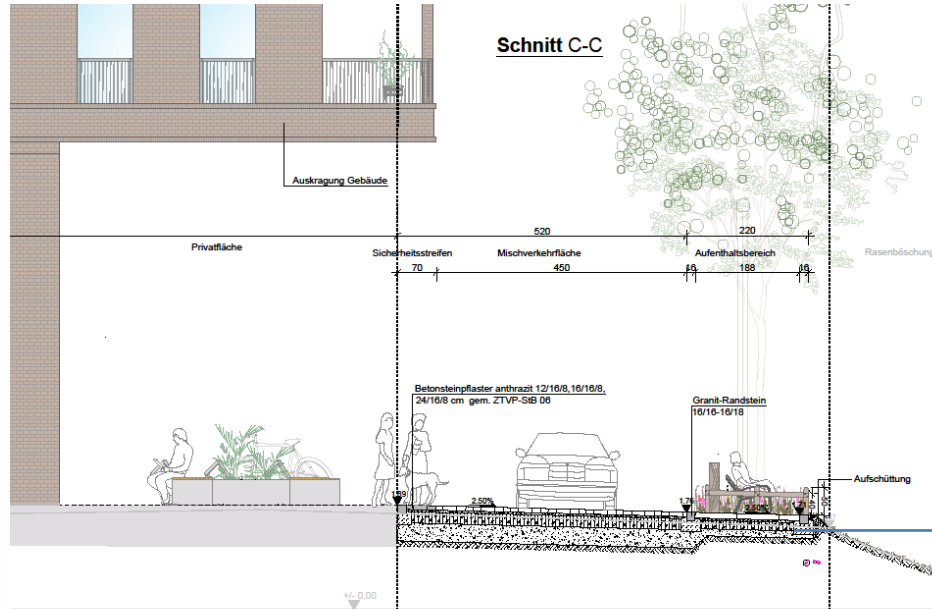 Schnitt C-C
Auskragung Gebäude
520
220
Privatfläche
Sicherheitsstreifen
Mischverkehrfläche
Aufenthaltsbereich
Rasenböschung
70
450
16
188
16
Betonsteinpflaster anthrazit 12/16/8,16/16/8,
24/16/8 cm gem. ZTVP-StB 06
Granit-Randstein
16/16-16/18
Aufschüttung
2.50%
1,76
2.50%
+/- 0,00